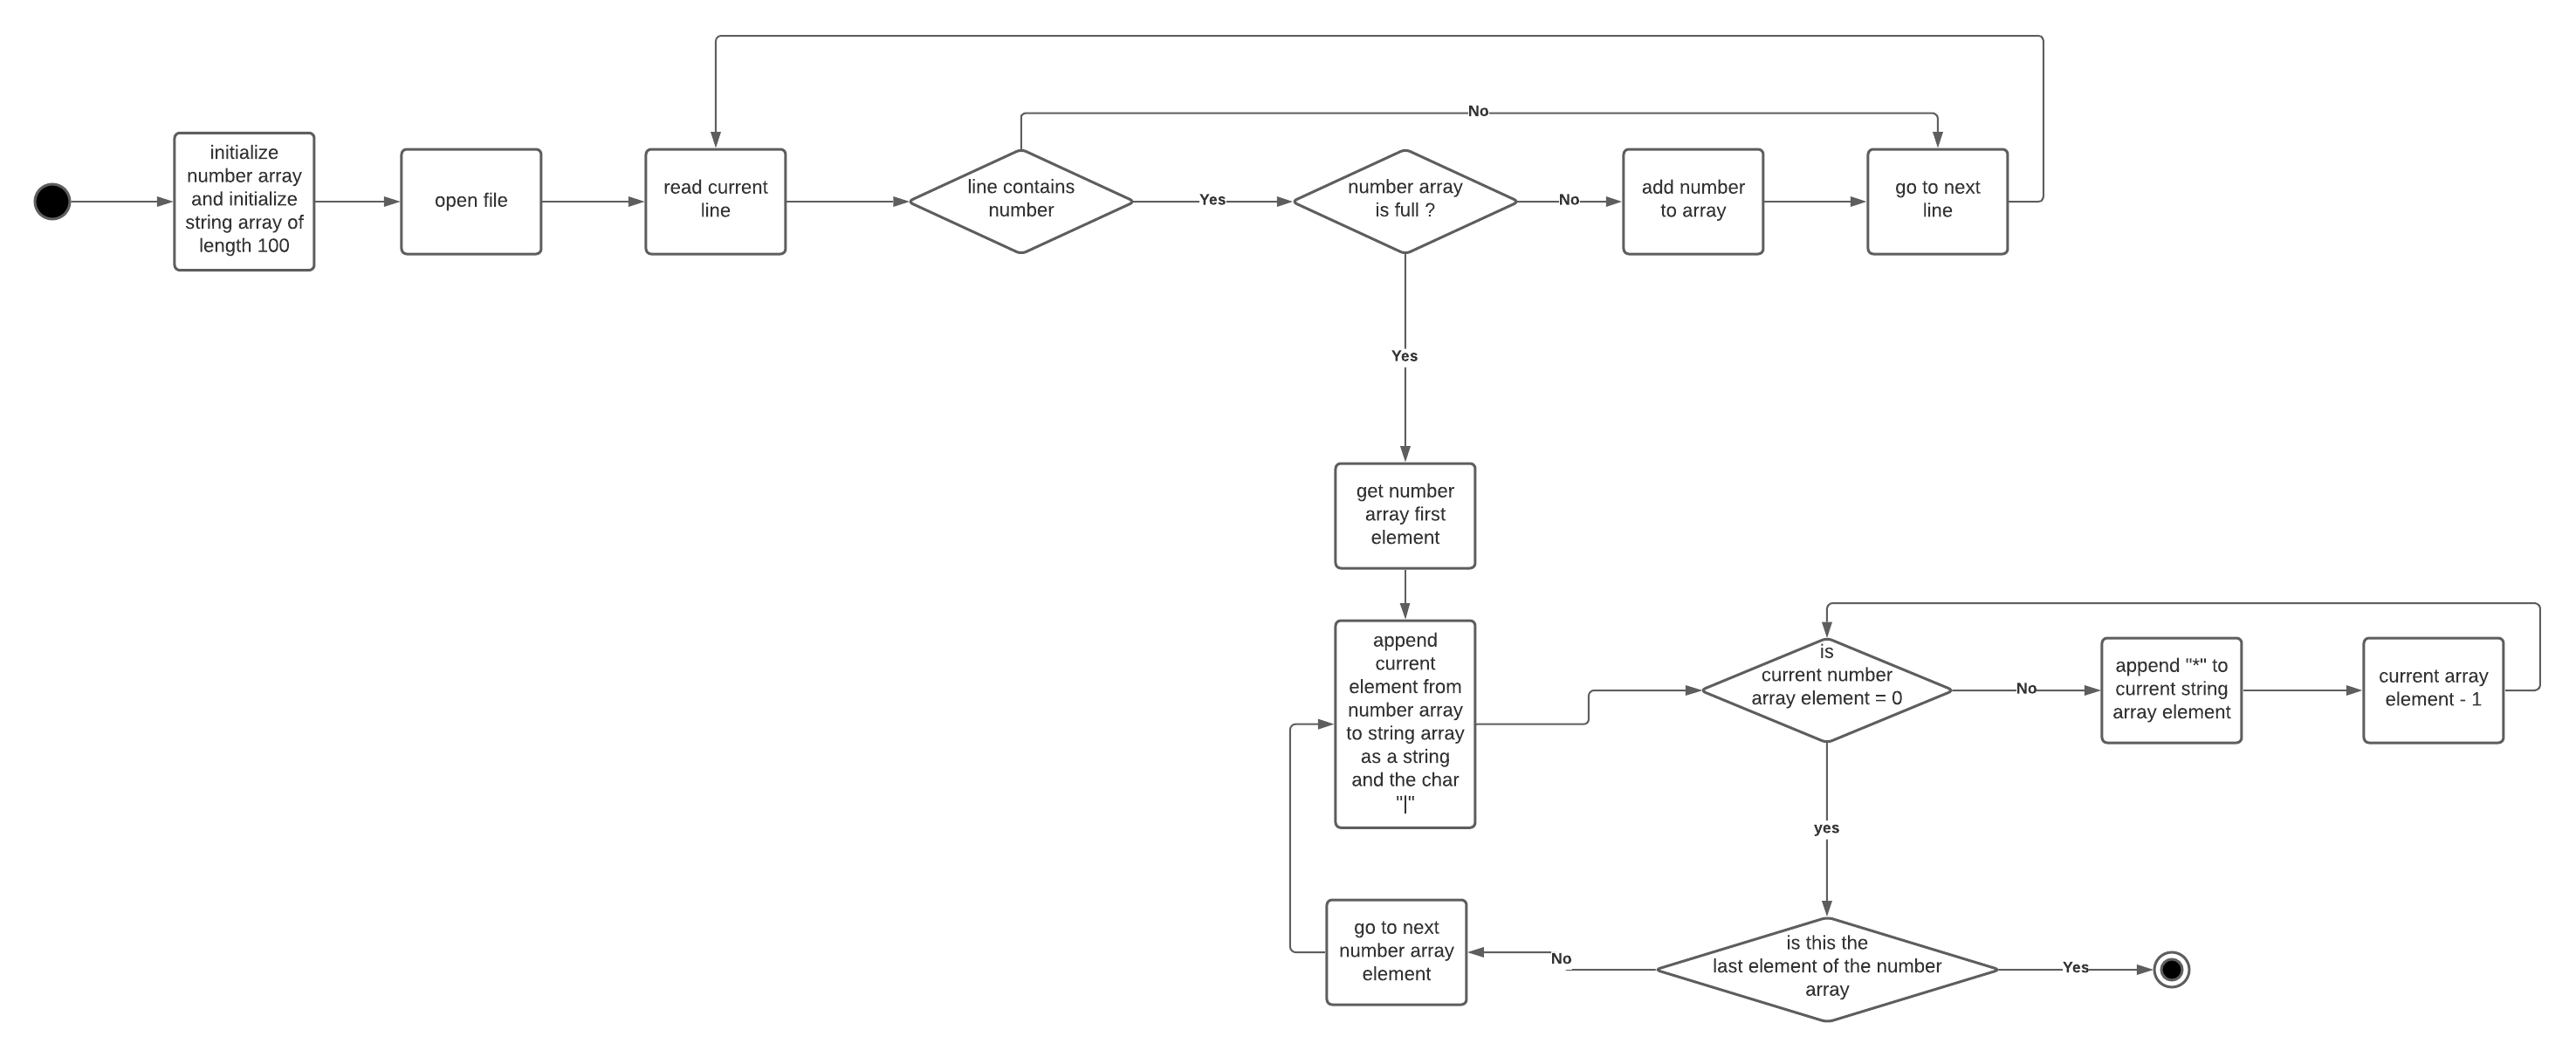 initialize
number array
and initialize
string array of
length 100
open file
read current
line
line contains
number
No
Yes
number array
is full ?
No
add number
to array
go to next
line
Yes
get number
array first
element
append
current
element from
number array
to string array
as a string
and the char
"|"
is
current number
array element = 0
No
append "*" to
current string
array element
current array
element - 1
yes
is this the
last element of the number
array
No
go to next
number array
element
Yes